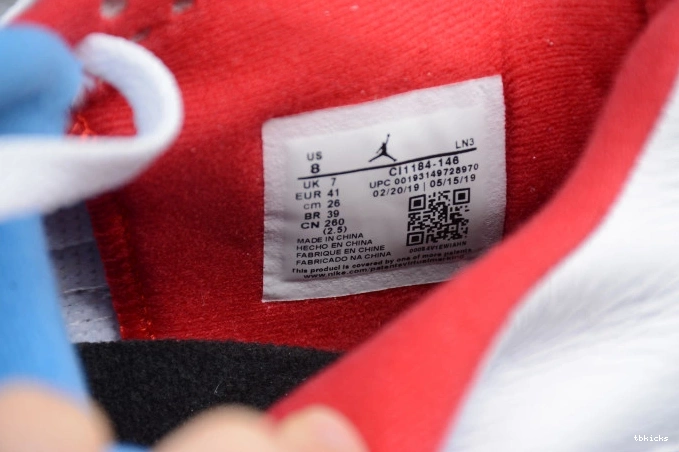 US
8
LN3
CI1184-146
UK 7
EUR 41
cm 26
BR 39
CN 260
(2.5)
UPC 00193149728970
02/20/19 | 05/15/19
MADE IN CHINA
HECHO EN CHINA
FABRIQUE EN CHINE
FABRICADO NA CHINA
This product is covered by one of more patents
www.nike.com/patentsvirtualmarking
tbkicks